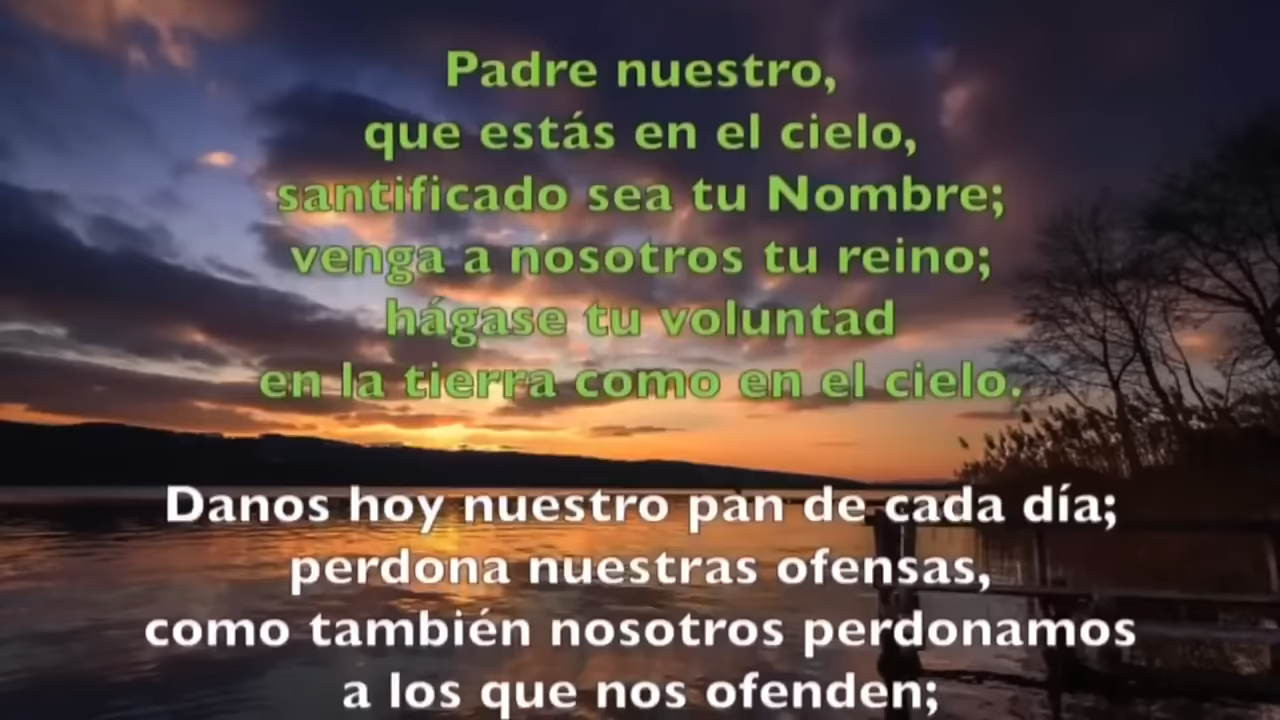 Padre nuestro,
que estás en el cielo,
santificado sea tu Nombre;
venga a nosotros tu reino;
hágase tu voluntad
en la tierra como en el cielo.
Danos hoy nuestro pan de cada día;
perdona nuestras ofensas,
como también nosotros perdonamos
a los que nos ofenden;